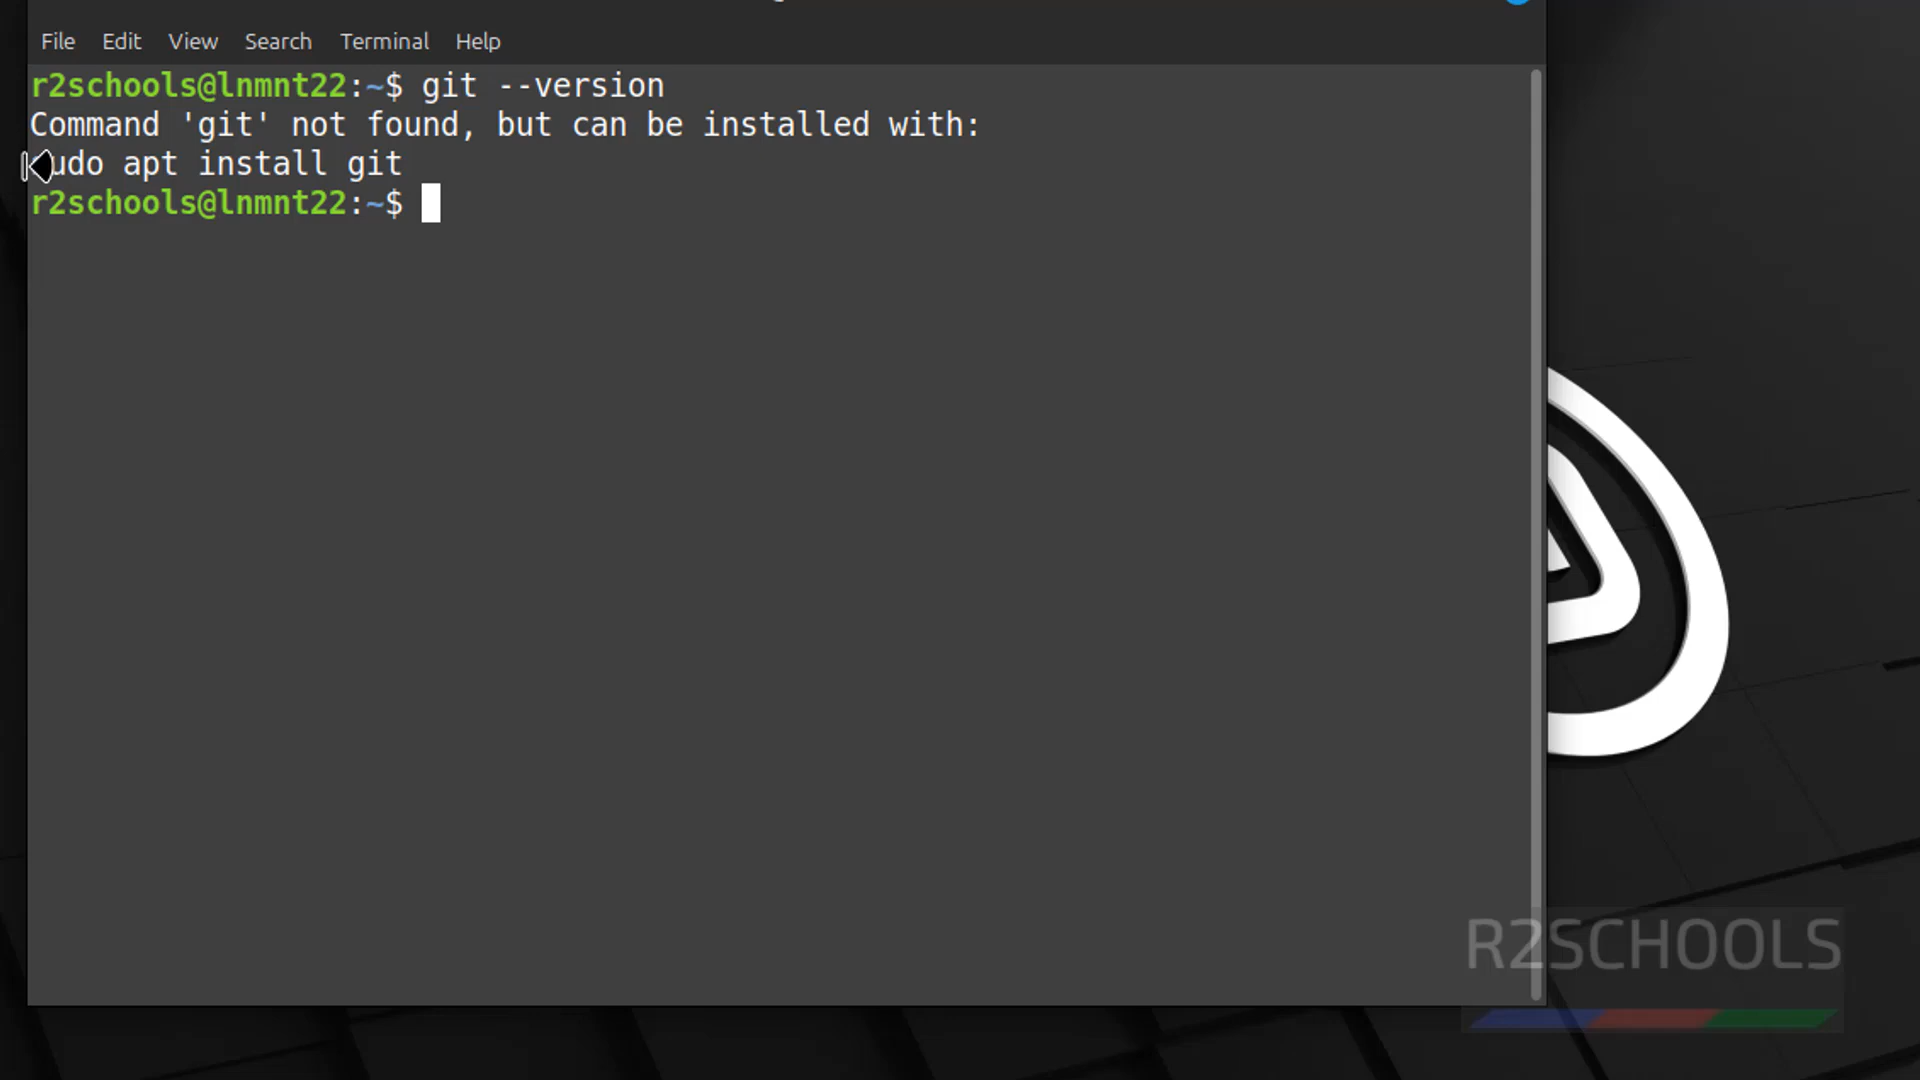 File Edit View Search Terminal Help
r2schools@lnmnt22:~$ git --version
Command 'git' not found, but can be installed with:
udo apt install git
r2schools@lnmnt22:~$
R2SCHOOLS